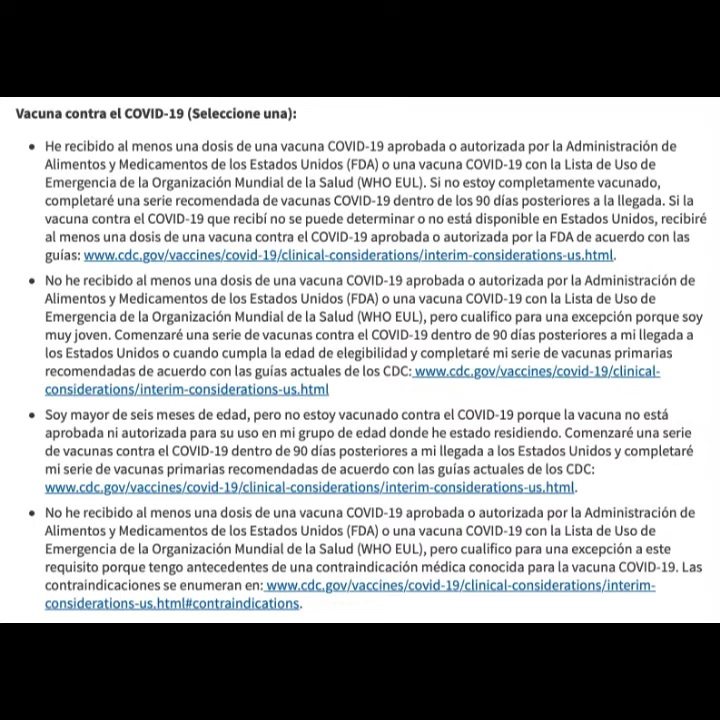 Vacuna contra el COVID-19 (Seleccione una):
• He recibido al menos una dosis de una vacuna COVID-19 aprobada o autorizada por la Administración de
Alimentos y Medicamentos de los Estados Unidos (FDA) o una vacuna COVID-19 con la Lista de Uso de
Emergencia de la Organización Mundial de la Salud (WHO EUL). Si no estoy completamente vacunado,
completaré una serie recomendada de vacunas COVID-19 dentro de los 90 días posteriores a la llegada. Si la
vacuna contra el COVID-19 que recibí no se puede determinar o no está disponible en Estados Unidos, recibiré
al menos una dosis de una vacuna contra el COVID-19 aprobada o autorizada por la FDA de acuerdo con las
guías: www.cdc.gov/vaccines/covid-19/clinical-considerations/interim-considerations-us.html.
• No he recibido al menos una dosis de una vacuna COVID-19 aprobada o autorizada por la Administración de
Alimentos y Medicamentos de los Estados Unidos (FDA) o una vacuna COVID-19 con la Lista de Uso de
Emergencia de la Organización Mundial de la Salud (WHO EUL), pero cualifico para una excepción porque soy
muy joven. Comenzaré una serie de vacunas contra el COVID-19 dentro de 90 días posteriores a mi llegada a
los Estados Unidos o cuando cumpla la edad de elegibilidad y completaré mi serie de vacunas primarias
recomendadas de acuerdo con las guías actuales de los CDC: www.cdc.gov/vaccines/covid-19/clinical-
considerations/interim-considerations-us.html
• Soy mayor de seis meses de edad, pero no estoy vacunado contra el COVID-19 porque la vacuna no está
aprobada ni autorizada para su uso en mi grupo de edad donde he estado residiendo. Comenzaré una serie
de vacunas contra el COVID-19 dentro de 90 días posteriores a mi llegada a los Estados Unidos y completaré
mi serie de vacunas primarias recomendadas de acuerdo con las guías actuales de los CDC:
www.cdc.gov/vaccines/covid-19/clinical-considerations/interim-considerations-us.html.
• No he recibido al menos una dosis de una vacuna COVID-19 aprobada o autorizada por la Administración de
Alimentos y Medicamentos de los Estados Unidos (FDA) o una vacuna COVID-19 con la Lista de Uso de
Emergencia de la Organización Mundial de la Salud (WHO EUL), pero cualifico para una excepción a este
requisito porque tengo antecedentes de una contraindicación médica conocida para la vacuna COVID-19. Las
contraindicaciones se enumeran en: www.cdc.gov/vaccines/covid-19/clinical-considerations/interim-
considerations-us.html#contraindications.